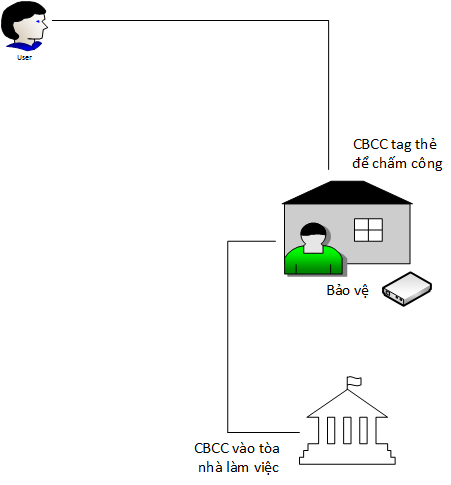 User
CBCC tag thẻ
để chấm công
Bảo vệ
CBCC vào tòa
nhà làm việc